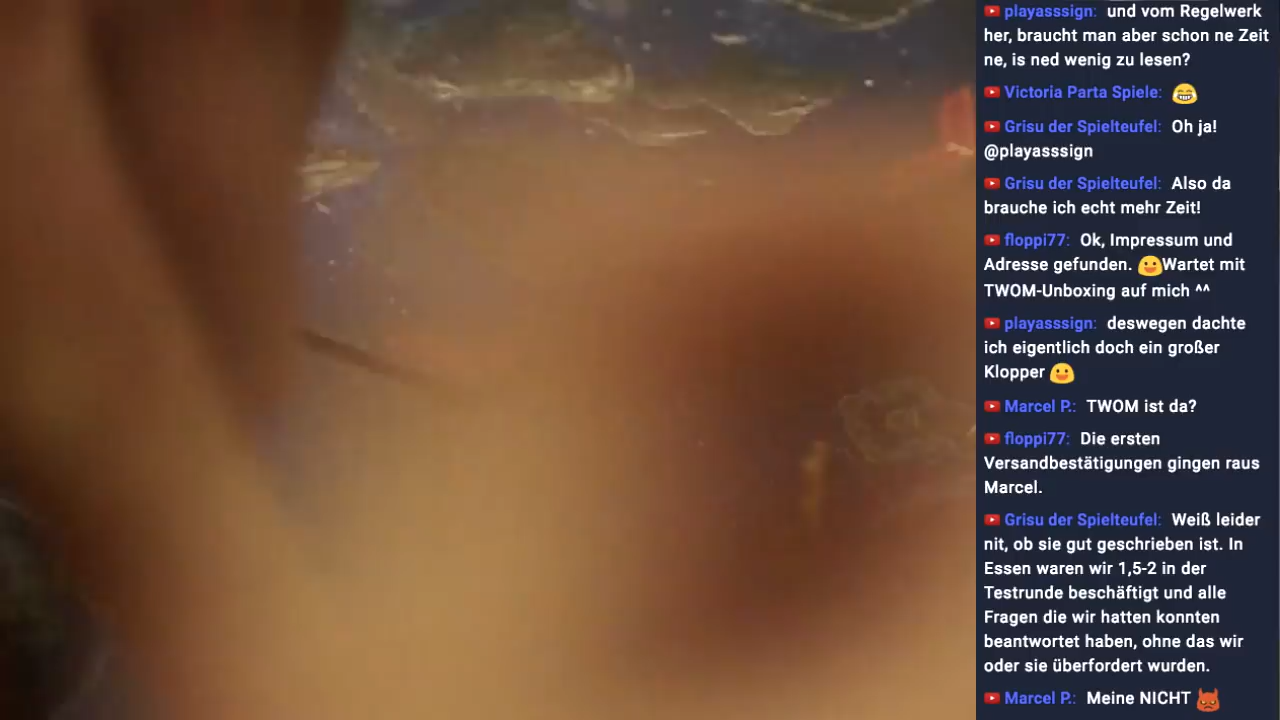 playasssign: und vom Regelwerk
her, braucht man aber schon ne Zeit
ne, is ned wenig zu lesen?
Victoria Parta Spiele: 😂
Grisu der Spielteufel: Oh ja!
@playasssign
Grisu der Spielteufel: Also da
brauche ich echt mehr Zeit!
floppi77: Ok, Impressum und
Adresse gefunden. 😀Wartet mit
TWOM-Unboxing auf mich ^^
playasssign: deswegen dachte
ich eigentlich doch ein großer
Klopper 😀
Marcel P.: TWOM ist da?
floppi77: Die ersten
Versandbestätigungen gingen raus
Marcel.
Grisu der Spielteufel: Weiß leider
nit, ob sie gut geschrieben ist. In
Essen waren wir 1,5-2 in der
Testrunde beschäftigt und alle
Fragen die wir hatten konnten
beantwortet haben, ohne das wir
oder sie überfordert wurden.
Marcel P.: Meine NICHT 👿